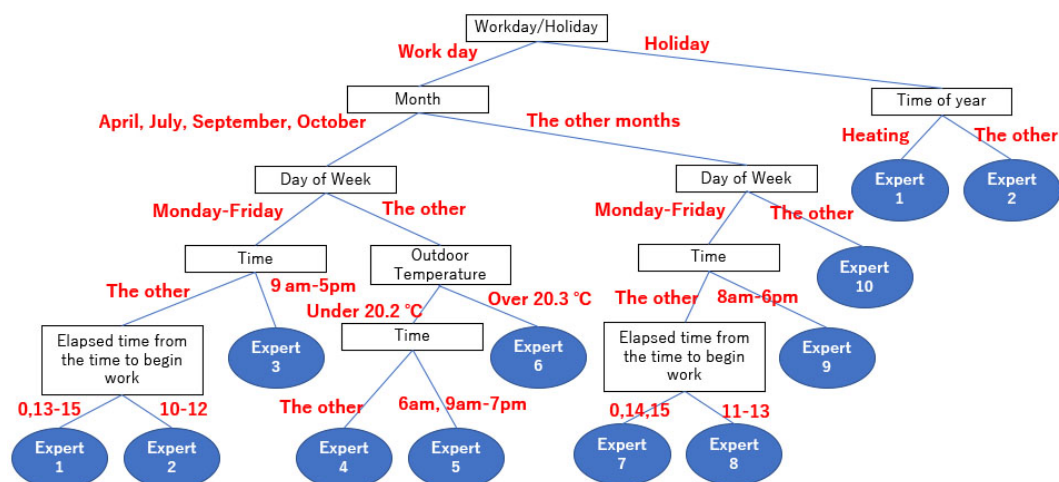 Workday/Holiday
Work day
Holiday
Month
Time of year
April, July, September, October
The other months
Heating
The other
Day of Week
Day of Week
Expert
1
Expert
2
Monday-Friday
The other
Monday-Friday
The other
Time
Outdoor
Temperature
Time
Expert
10
The other
9 am-5pm
Under 20.2 ℃
Over 20.3 ℃
The other
8am-6pm
Elapsed time from
the time to begin
work
Expert
3
Time
Expert
6
Elapsed time from
the time to begin
work
Expert
9
0,13-15
10-12
The other
6am, 9am-7pm
0,14,15
11-13
Expert
1
Expert
2
Expert
4
Expert
5
Expert
7
Expert
8